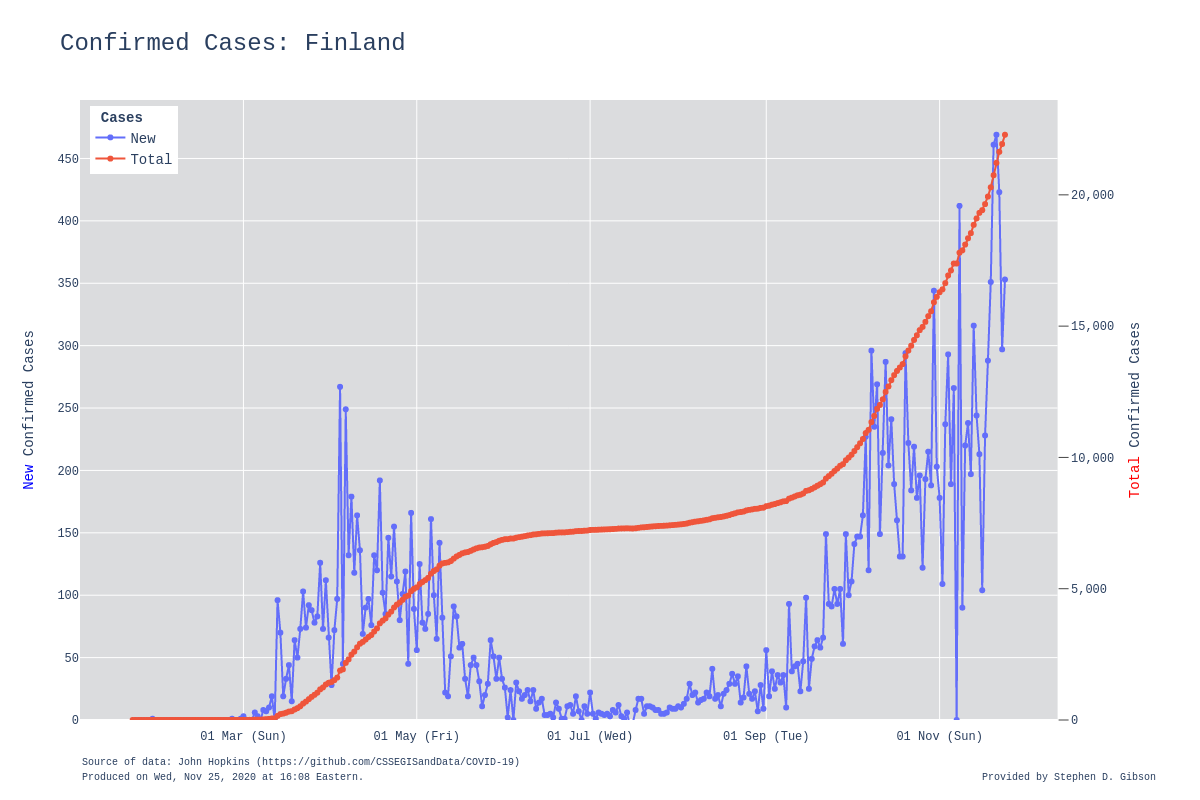 Confirmed Cases: Finland
Cases
New
Total
450
400
350
300
250
200
150
100
50
0
20,000
15,000
10,000
5,000
0
New Confirmed Cases
Total Confirmed Cases
01 Mar (Sun)
01 May (Fri)
01 Jul (Wed)
01 Sep (Tue)
01 Nov (Sun)
Source of data: John Hopkins (https://github.com/CSSEGISandData/COVID-19)
Produced on Wed, Nov 25, 2020 at 16:08 Eastern.
Provided by Stephen D. Gibson